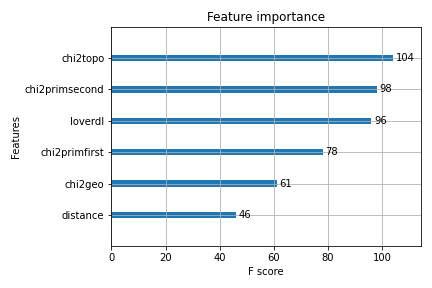 Feature importance
Features
chi2topo
104
chi2primsecond
98
loverdl
96
chi2primfirst
78
chi2geo
61
distance
46
0 20 40 60 80 100
F score